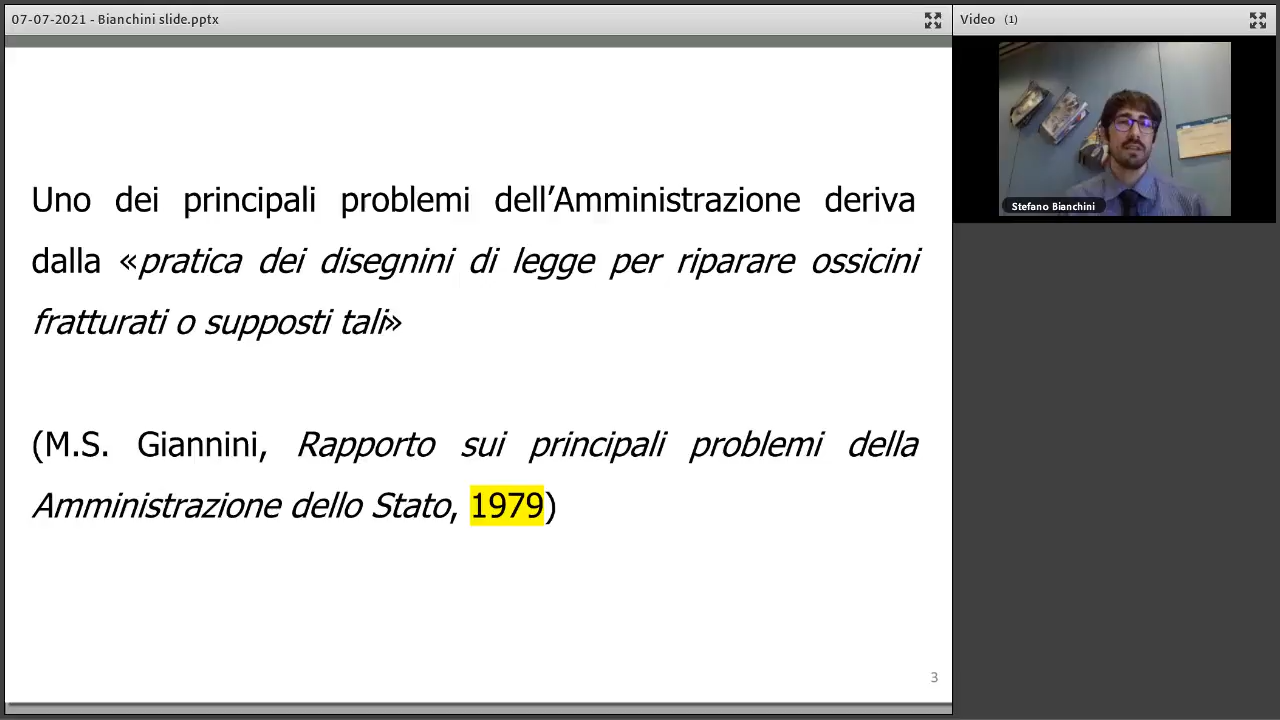 07-07-2021 - Bianchini slide.pptx
Video (1)
Uno dei principali problemi dell’Amministrazione deriva
dalla «pratica dei disegnini di legge per riparare ossicini
fratturati o supposti tali»
(M.S. Giannini, Rapporto sui principali problemi della
Amministrazione dello Stato, 1979)
3
Stefano Bianchini